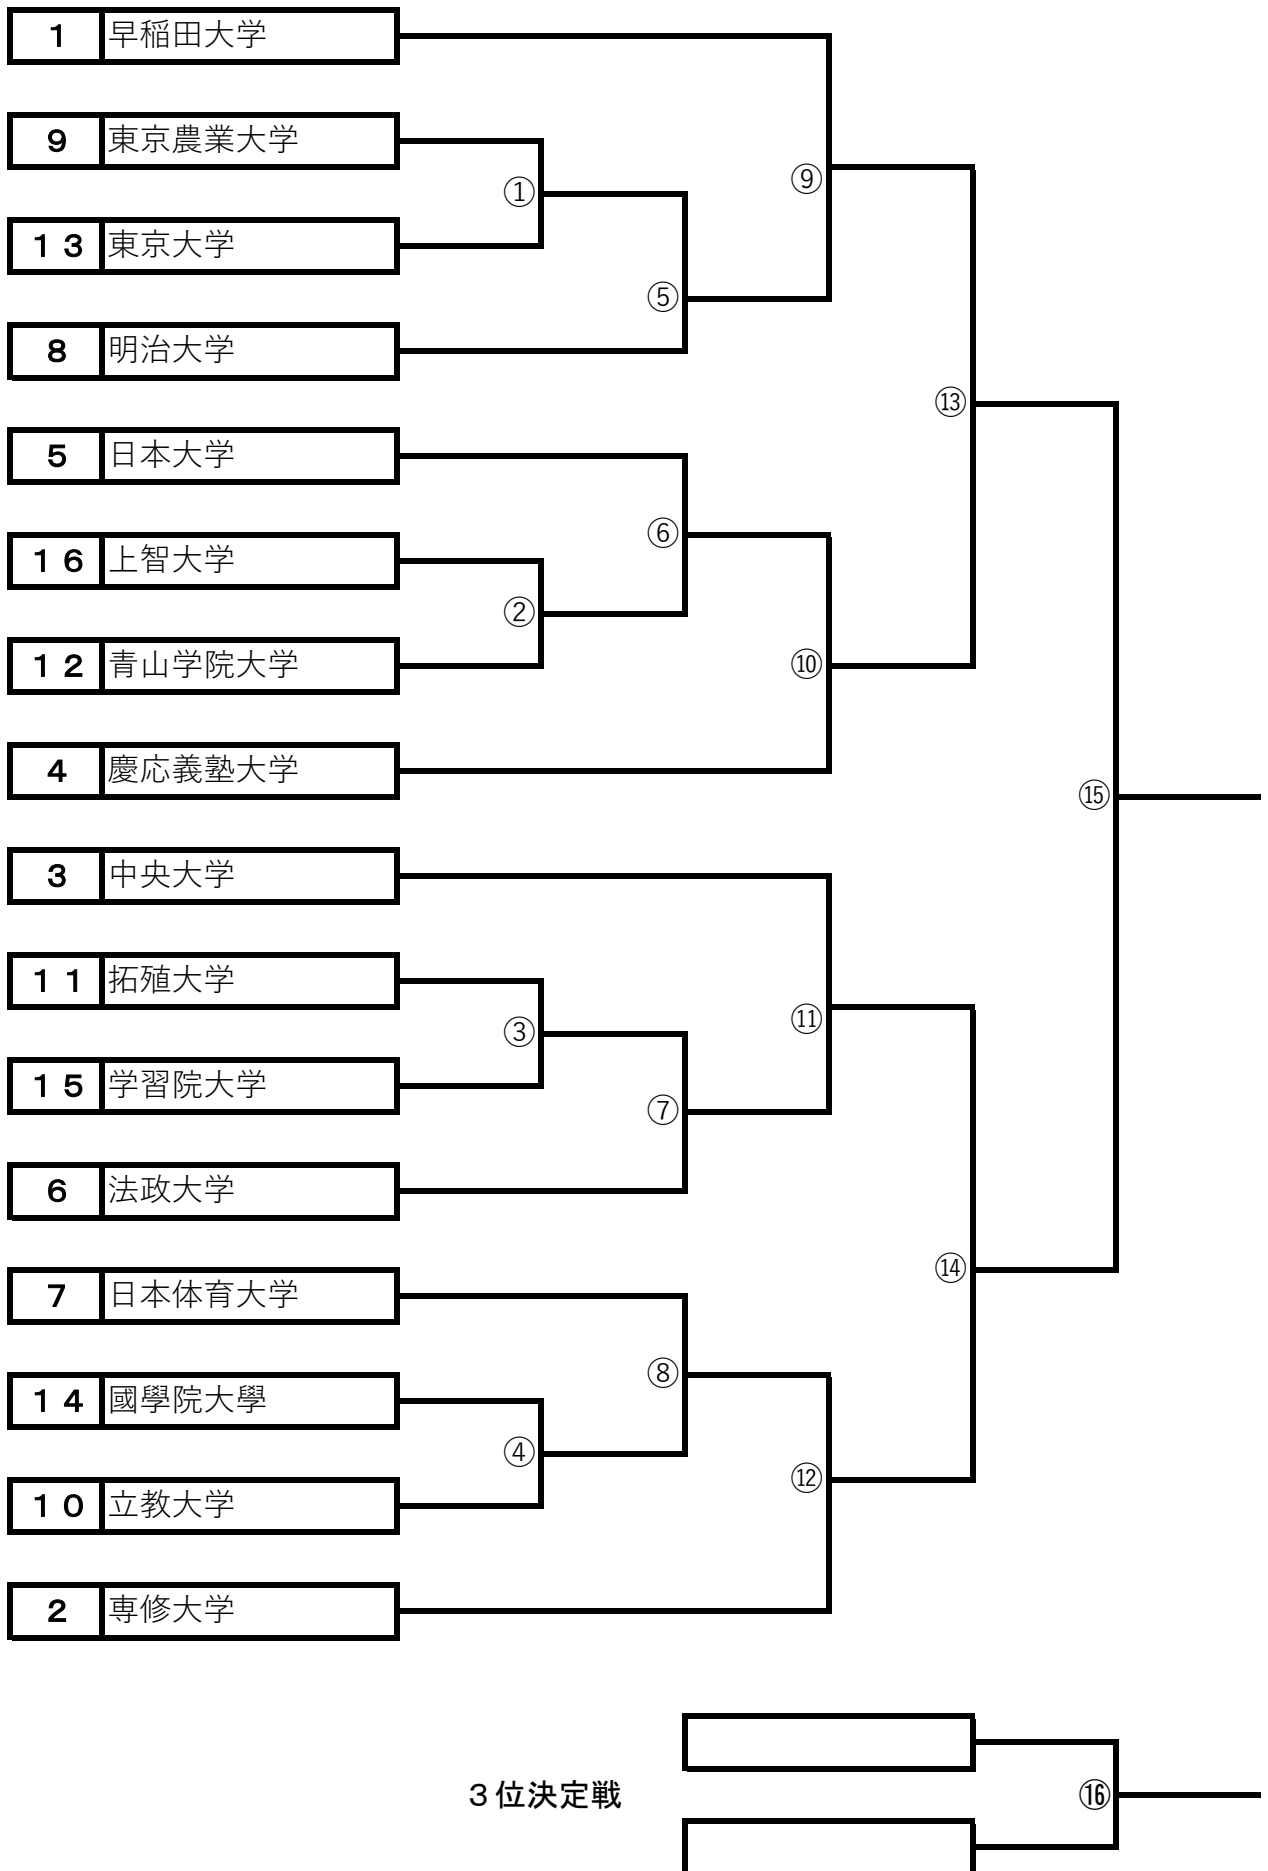 １ 早稲田大学
９ 東京農業大学
①
⑨
１３ 東京大学
⑤
８ 明治大学
⑬
５ 日本大学
⑥
１６ 上智大学
②
１２ 青山学院大学
⑩
４ 慶応義塾大学
⑮
３ 中央大学
１１ 拓殖大学
③
⑪
１５ 学習院大学
⑦
６ 法政大学
⑭
７ 日本体育大学
⑧
１４ 國學院大學
④
⑫
１０ 立教大学
２ 専修大学
３位決定戦
⑯